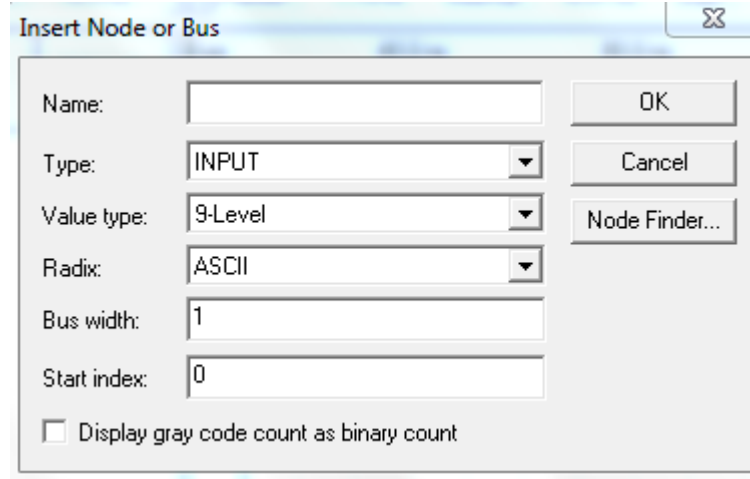 Insert Node or Bus
Name:
OK
Type:
INPUT
Cancel
Value type:
9-Level
Node Finder...
Radix:
ASCII
Bus width:
1
Start index:
0
Display gray code count as binary count